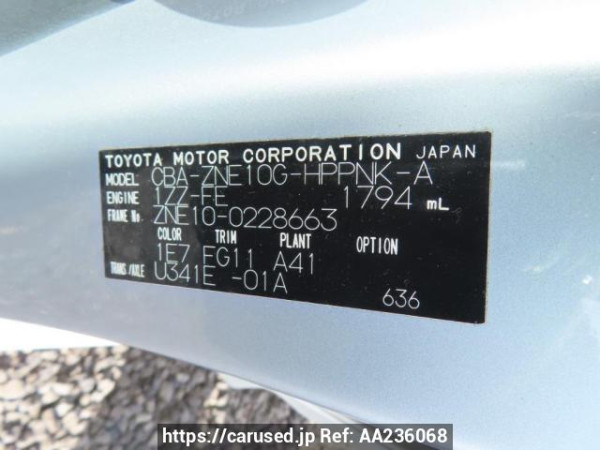 TOYOTA MOTOR CORPORATION JAPAN
MODEL CBA-ZNE10G-HPPNK-A
ENGINE 1ZZ-FE 1794 mL
FRAME No ZNE10-0228663
COLOR TRIM PLANT OPTION
1E7 FG11 A41
TRANS./AXLE U341E -01A
636
https://carused.jp Ref: AA236068